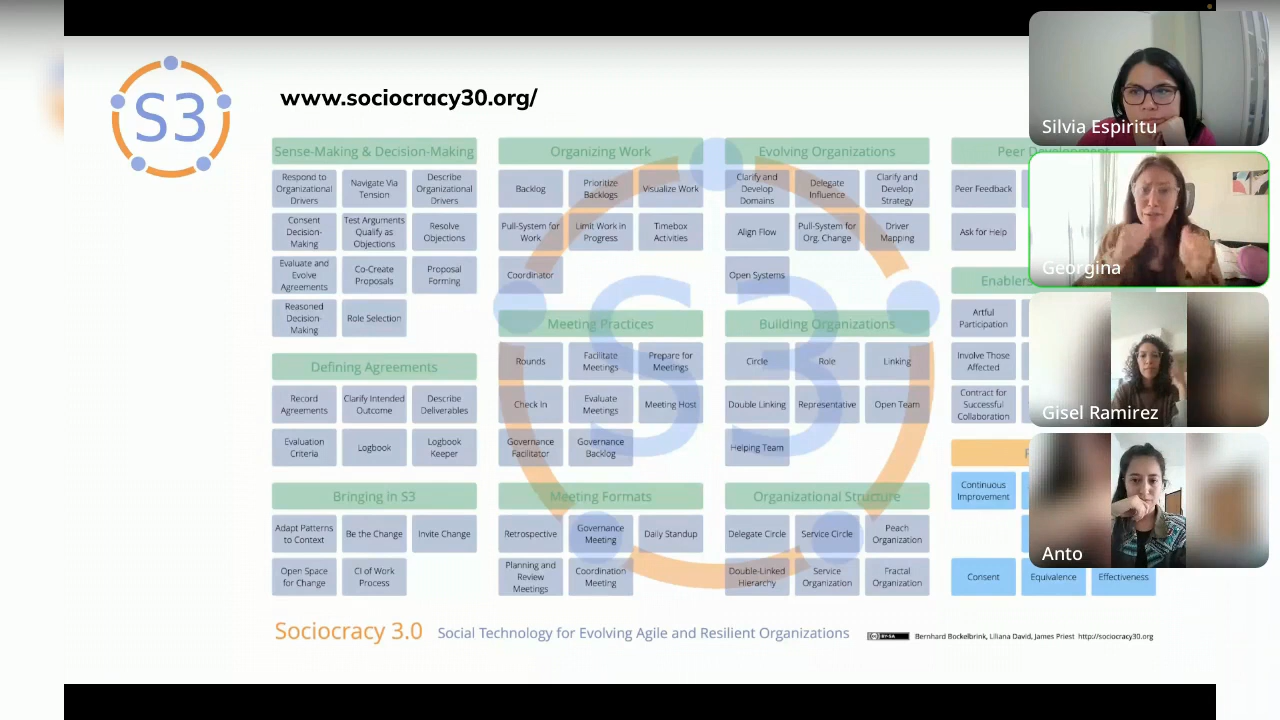 S3
www.sociocracy30.org/
Sense-Making & Decision-Making
Respond to
Organizational
Drivers
Navigate Via
Tension
Describe
Organizational
Drivers
Consent
Decision-
Making
Test Arguments
Qualify as
Objections
Resolve
Objections
Evaluate and
Evolve
Agreements
Co-Create
Proposals
Proposal
Forming
Reasoned
Decision-
Making
Role Selection
Defining Agreements
Record
Agreements
Clarify Intended
Outcome
Describe
Deliverables
Evaluation
Criteria
Logbook
Logbook
Keeper
Bringing in S3
Adapt Patterns
to Context
Be the Change
Invite Change
Open Space
for Change
CI of Work
Process
Organizing Work
Backlog
Prioritize
Backlogs
Visualize Work
Pull-System for
Work
Limit Work in
Progress
Timebox
Activities
Coordinator
Meeting Practices
Rounds
Facilitate
Meetings
Prepare for
Meetings
Check In
Evaluate
Meetings
Meeting Host
Governance
Facilitator
Governance
Backlog
Meeting Formats
Retrospective
Governance
Meeting
Daily Standup
Planning and
Review
Meetings
Coordination
Meeting
Evolving Organizations
Clarify and
Develop
Domains
Delegate
Influence
Clarify and
Develop
Strategy
Align Flow
Pull-System for
Org. Change
Driver
Mapping
Open Systems
Building Organizations
Circle
Role
Linking
Double Linking
Representative
Open Team
Helping Team
Organizational Structure
Delegate Circle
Service Circle
Peach
Organization
Double-Linked
Hierarchy
Service
Organization
Fractal
Organization
Peer Development
Peer Feedback
Ask for Help
Enablers
Artful
Participation
Involve Those
Affected
Contract for
Successful
Collaboration
Continuous
Improvement
Consent
Equivalence
Effectiveness
S3
Sociocracy 3.0
Social Technology for Evolving Agile and Resilient Organizations
BY-SA
Bernhard Bockelbrink, Liliana David, James Priest http://sociocracy30.org
Silvia Espiritu
Georgina
Gisel Ramirez
Anto